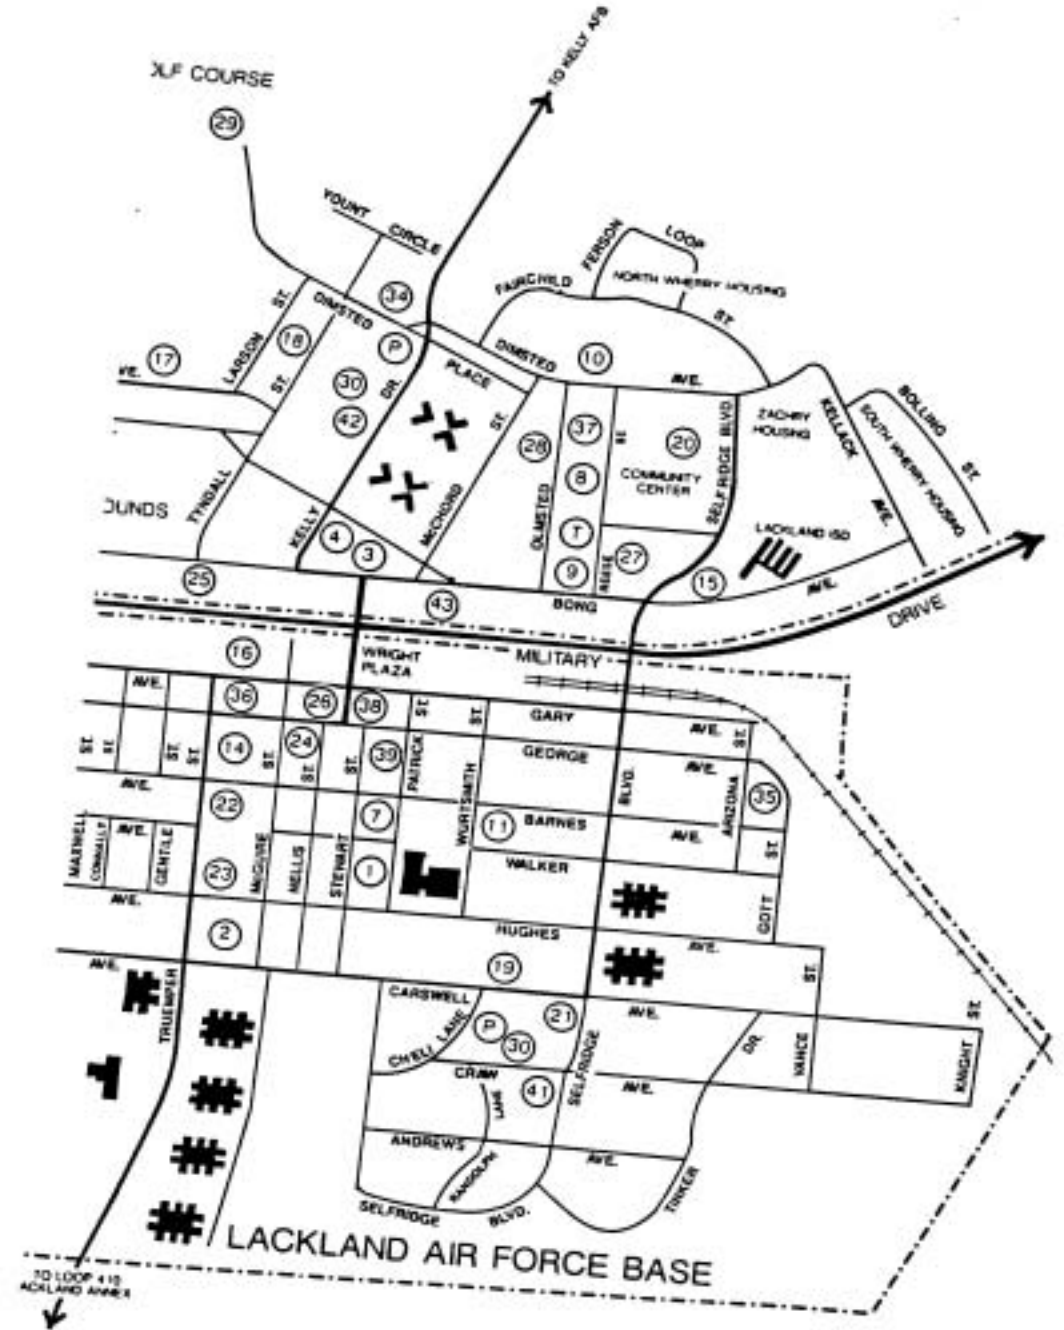 OLF COURSE
29
TO KELLY AFB
YOUNT
CIRCLE
FERSON
LOOP
NORTH WHERRY HOUSING
FAIRCHILD
ST.
34
DIMSTED
ST.
18
LARSON
P
17
VE.
ST.
30
DR.
42
PLACE
DIMSTED
10
AVE.
ST.
28
37
20
8
COMMUNITY
CENTER
SELFRIDGE BLVD.
ZACHRY
HOUSING
KELLACK
AVE.
BOLLING
ST.
SOUTH WHERRY HOUSING
OUNDS
TYNDALL
KELLY
4
3
McCHORD
OLMSTED
T
9
27
LACKLAND ISD
15
AVE.
25
43
BONG
DRIVE
16
WRIGHT
PLAZA
MILITARY
AVE.
36
26
38
ST.
ST.
GARY
AVE.
ST.
ST.
ST.
ST.
ST.
14
ST.
24
ST.
ST.
39
PATRICK
GEORGE
AVE.
BLVD.
ARIZONA
35
AVE.
22
7
WURTSMITH
11
BARNES
AVE.
ST.
MAXWELL
CONNALLY
AVE.
GENTILE
23
McGUIRE
NELLIS
STEWART
1
WALKER
GOTT
AVE.
2
HUGHES
AVE.
ST.
AVE.
19
TRUEMPER
CARSWELL
AVE.
ST.
LANE
P
30
21
CHELI
DR.
VANCE
KNIGHT
CRAW
LANE
41
SELFRIDGE
AVE.
ANDREWS
AVE.
RANDOLPH
TINKER
SELFRIDGE
BLVD.
LACKLAND AIR FORCE BASE
TO LOOP 410
ACKLAND ANNEX